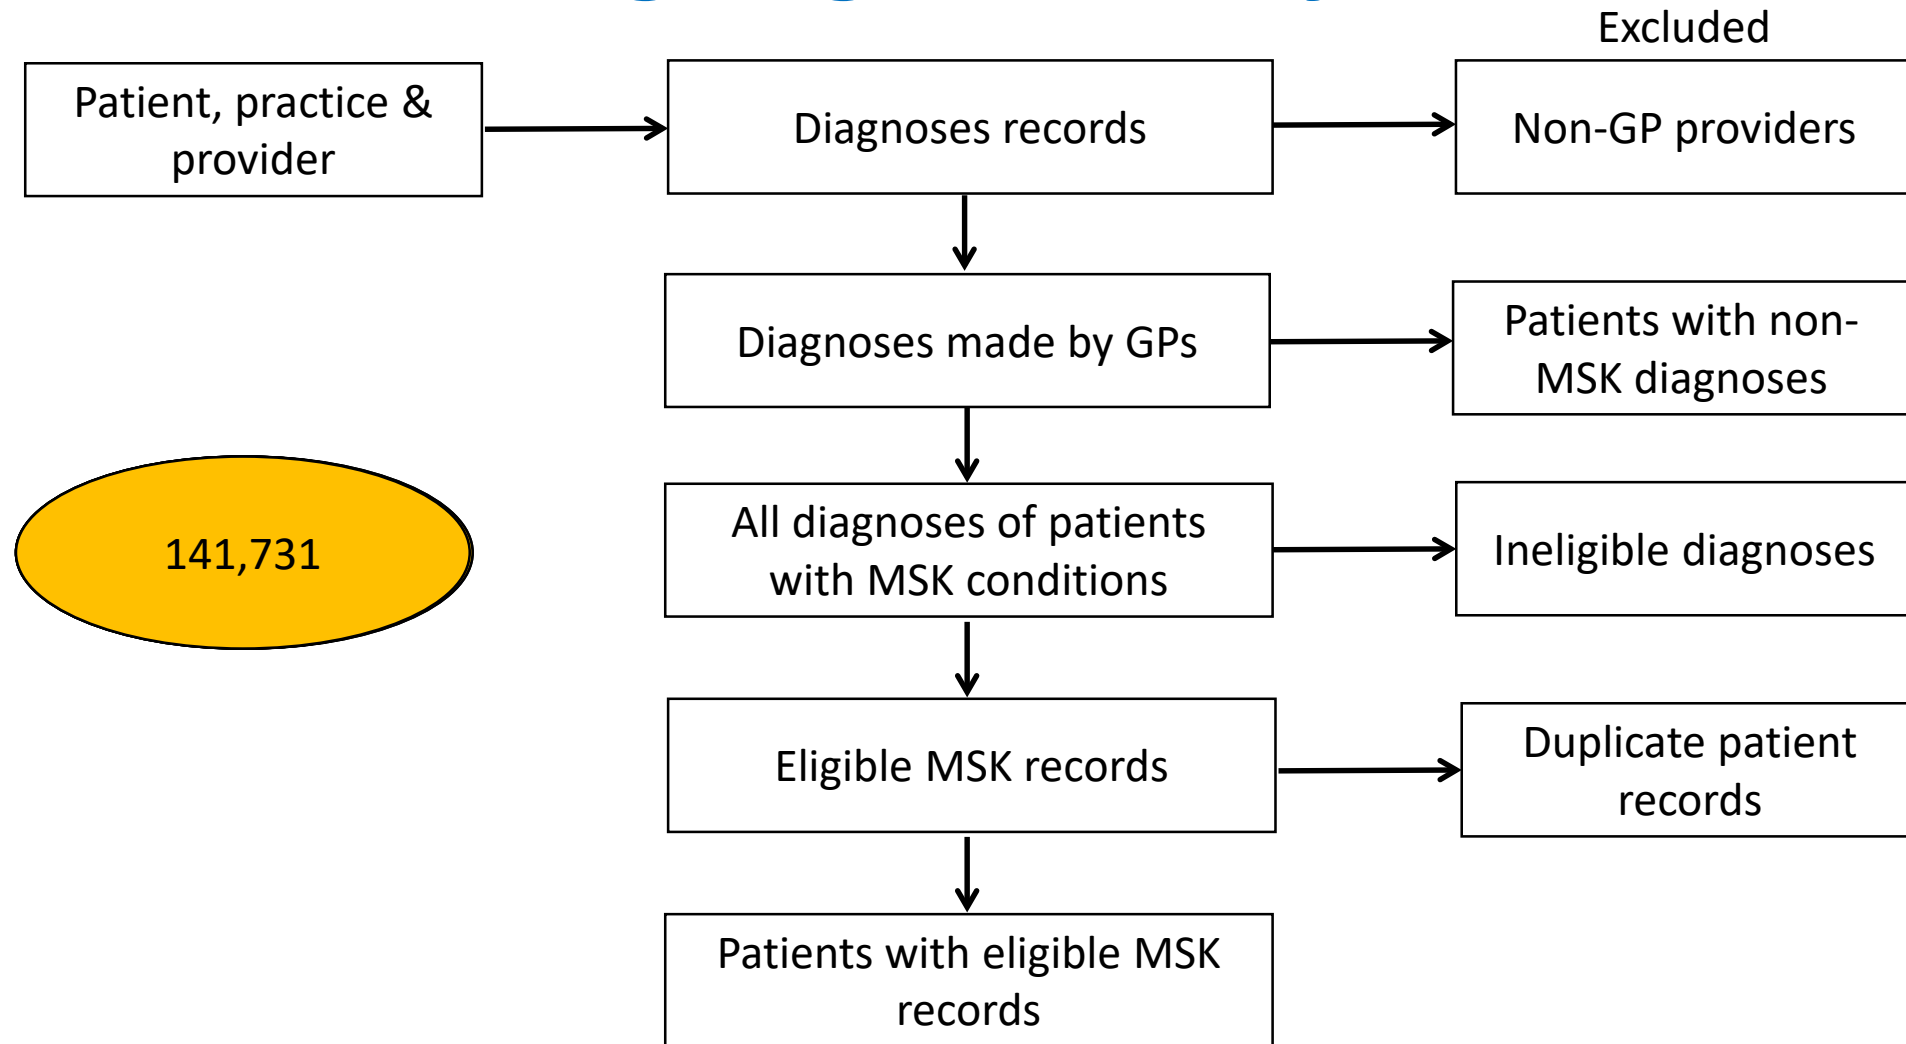 Excluded
Patient, practice &
provider
Diagnoses records
Non-GP providers
Diagnoses made by GPs
Patients with non-
MSK diagnoses
141,731
All diagnoses of patients
with MSK conditions
Ineligible diagnoses
Eligible MSK records
Duplicate patient
records
Patients with eligible MSK
records